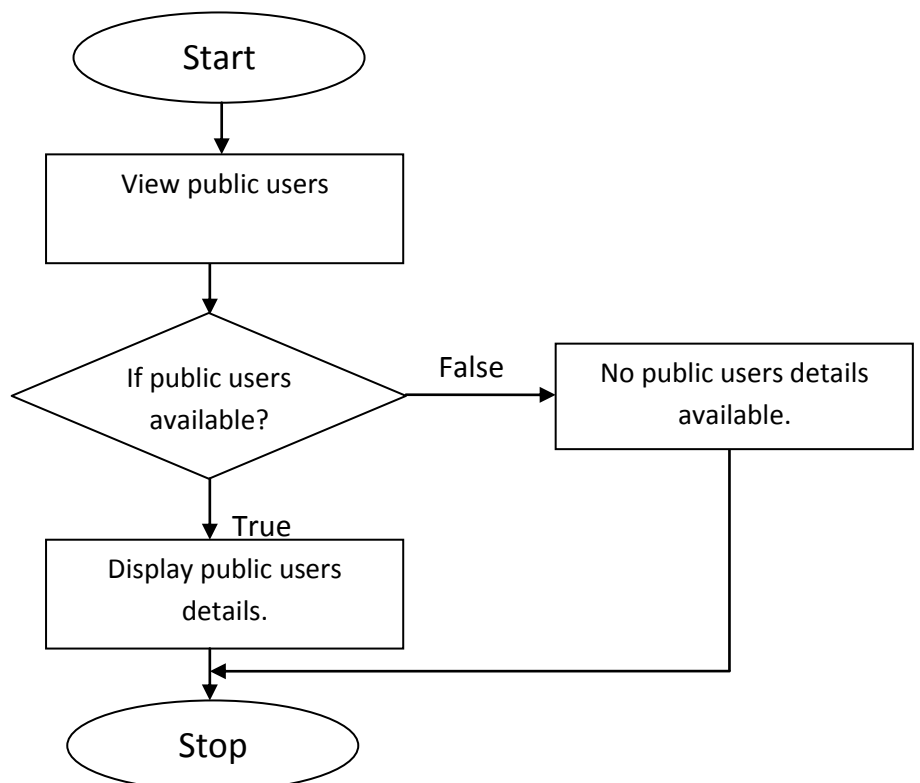 Start
View public users
If public users
available?
False
No public users details
available.
True
Display public users
details.
Stop